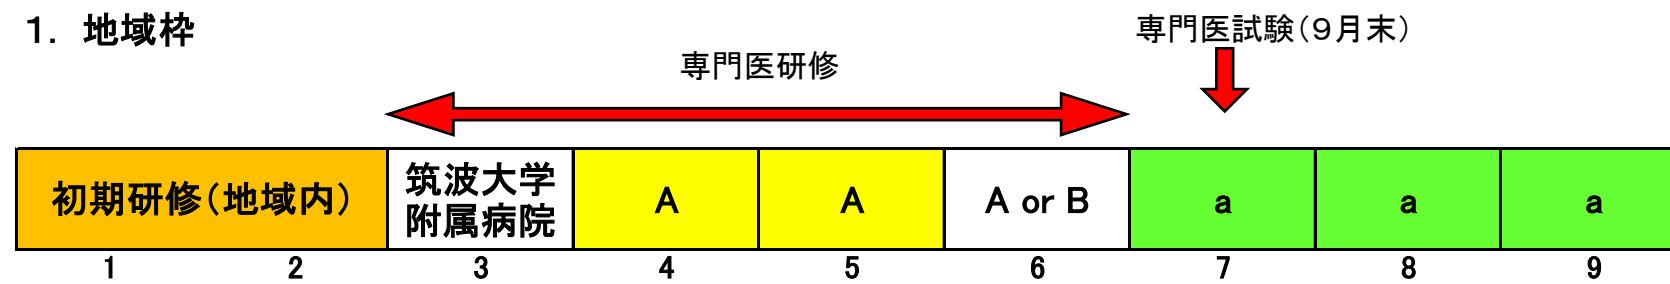 1. 地域枠
専門医試験(9月末)
専門医研修
初期研修(地域内)
筑波大学
附属病院
A
A
A or B
a
a
a
1
2
3
4
5
6
7
8
9